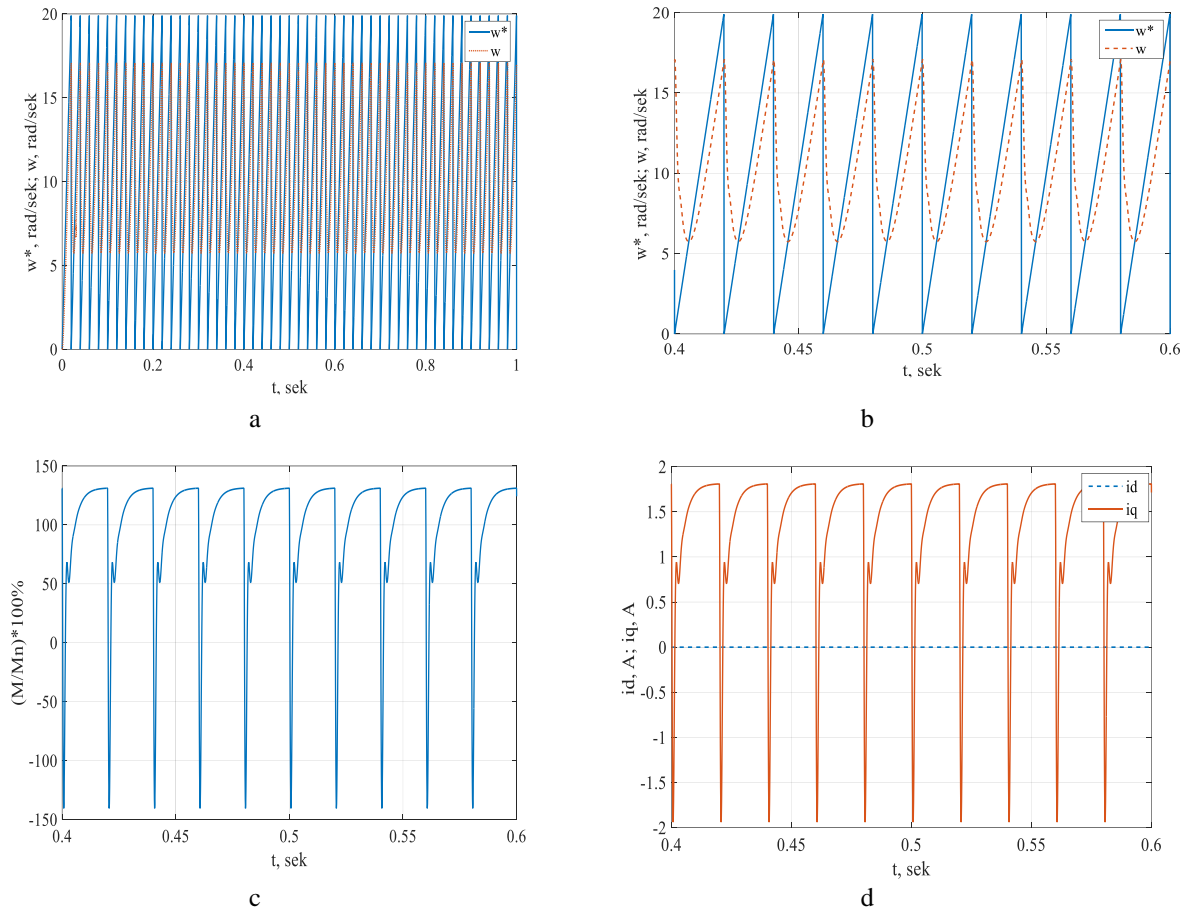 20
15
10
5
0
w*, rad/sek; w, rad/sek
w*
w
0
0.2
0.4
0.6
0.8
1
t, sek
a
20
15
10
5
0
w*, rad/sek; w, rad/sek
w*
w
0.4
0.45
0.5
0.55
0.6
t, sek
b
150
100
50
0
-50
-100
-150
(M/Mn)*100%
0.4
0.45
0.5
0.55
0.6
t, sek
c
2
1.5
1
0.5
0
-0.5
-1
-1.5
-2
id, A; iq, A
id
iq
0.4
0.45
0.5
0.55
0.6
t, sek
d